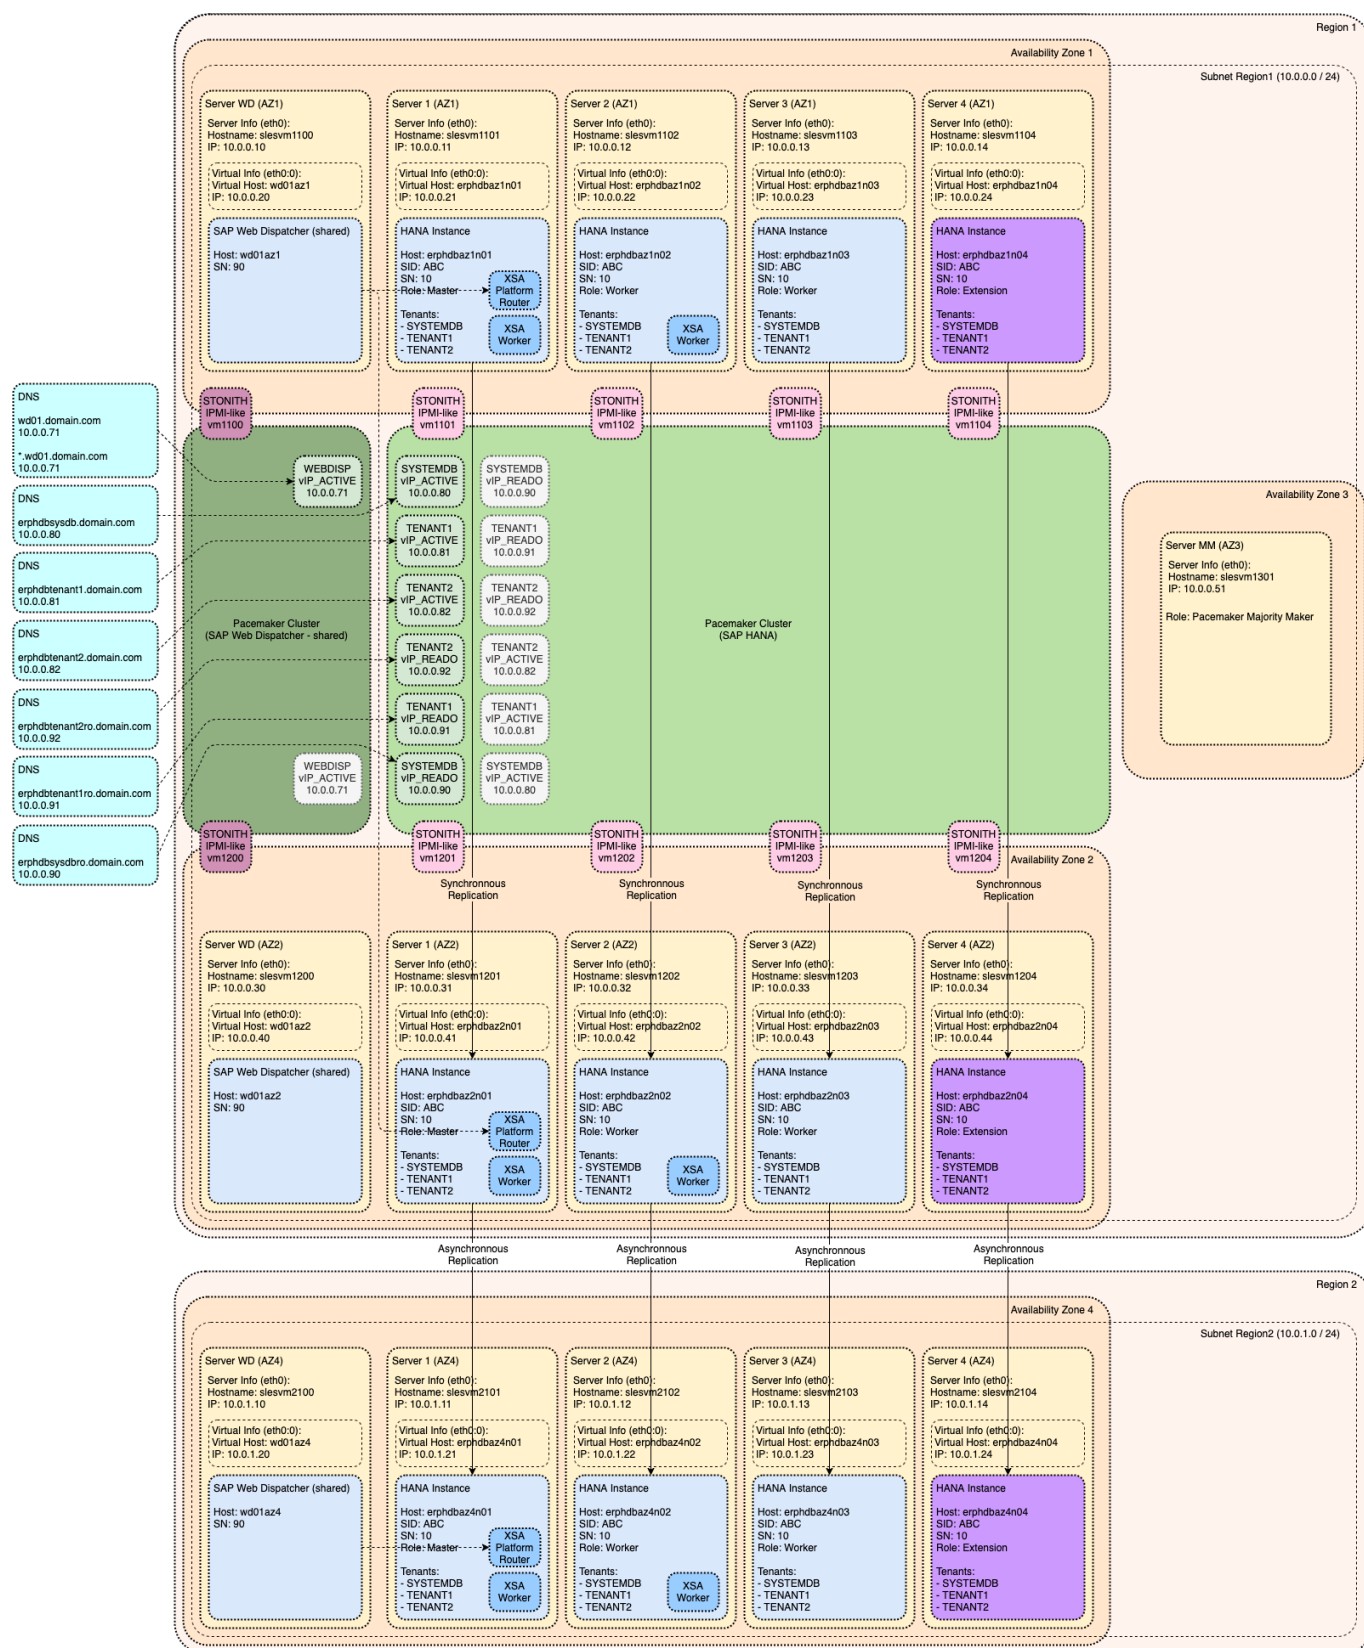 Region 1
Availability Zone 1
Subnet Region1 (10.0.0.0 / 24)
Server WD (AZ1)
Server Info (eth0):
Hostname: slesvm1100
IP: 10.0.0.10
Virtual Info (eth0:0):
Virtual Host: wd01az1
IP: 10.0.0.20
SAP Web Dispatcher (shared)
Host: wd01az1
SN: 90
Server 1 (AZ1)
Server Info (eth0):
Hostname: slesvm1101
IP: 10.0.0.11
Virtual Info (eth0:0):
Virtual Host: erphdbaz1n01
IP: 10.0.0.21
HANA Instance
Host: erphdbaz1n01
SID: ABC
SN: 10
Role: Master
Tenants:
- SYSTEMDB
- TENANT1
- TENANT2
XSA
Platform
Router
XSA
Worker
Server 2 (AZ1)
Server Info (eth0):
Hostname: slesvm1102
IP: 10.0.0.12
Virtual Info (eth0:0):
Virtual Host: erphdbaz1n02
IP: 10.0.0.22
HANA Instance
Host: erphdbaz1n02
SID: ABC
SN: 10
Role: Worker
Tenants:
- SYSTEMDB
- TENANT1
- TENANT2
XSA
Worker
Server 3 (AZ1)
Server Info (eth0):
Hostname: slesvm1103
IP: 10.0.0.13
Virtual Info (eth0:0):
Virtual Host: erphdbaz1n03
IP: 10.0.0.23
HANA Instance
Host: erphdbaz1n03
SID: ABC
SN: 10
Role: Worker
Tenants:
- SYSTEMDB
- TENANT1
- TENANT2
Server 4 (AZ1)
Server Info (eth0):
Hostname: slesvm1104
IP: 10.0.0.14
Virtual Info (eth0:0):
Virtual Host: erphdbaz1n04
IP: 10.0.0.24
HANA Instance
Host: erphdbaz1n04
SID: ABC
SN: 10
Role: Extension
Tenants:
- SYSTEMDB
- TENANT1
- TENANT2
DNS
wd01.domain.com
10.0.0.71
*.wd01.domain.com
10.0.0.71
DNS
erphdbsysdb.domain.com
10.0.0.80
DNS
erphdbtenant1.domain.com
10.0.0.81
DNS
erphdbtenant2.domain.com
10.0.0.82
DNS
erphdbtenant2ro.domain.com
10.0.0.92
DNS
erphdbtenant1ro.domain.com
10.0.0.91
DNS
erphdbsysdbro.domain.com
10.0.0.90
STONITH
IPMI-like
vm1100
STONITH
IPMI-like
vm1101
STONITH
IPMI-like
vm1102
STONITH
IPMI-like
vm1103
STONITH
IPMI-like
vm1104
WEBDISP
vIP_ACTIVE
10.0.0.71
Pacemaker Cluster
(SAP Web Dispatcher - shared)
WEBDISP
vIP_ACTIVE
10.0.0.71
SYSTEMDB
vIP_ACTIVE
10.0.0.80
SYSTEMDB
vIP_READO
10.0.0.90
TENANT1
vIP_ACTIVE
10.0.0.81
TENANT1
vIP_READO
10.0.0.91
TENANT2
vIP_ACTIVE
10.0.0.82
TENANT2
vIP_READO
10.0.0.92
TENANT2
vIP_READO
10.0.0.92
TENANT2
vIP_ACTIVE
10.0.0.82
TENANT1
vIP_READO
10.0.0.91
TENANT1
vIP_ACTIVE
10.0.0.81
SYSTEMDB
vIP_READO
10.0.0.90
SYSTEMDB
vIP_ACTIVE
10.0.0.80
Pacemaker Cluster
(SAP HANA)
Availability Zone 3
Server MM (AZ3)
Server Info (eth0):
Hostname: slesvm1301
IP: 10.0.0.51
Role: Pacemaker Majority Maker
STONITH
IPMI-like
vm1200
STONITH
IPMI-like
vm1201
STONITH
IPMI-like
vm1202
STONITH
IPMI-like
vm1203
STONITH
IPMI-like
vm1204
Availability Zone 2
Synchronnous
Replication
Synchronnous
Replication
Synchronnous
Replication
Synchronnous
Replication
Server WD (AZ2)
Server Info (eth0):
Hostname: slesvm1200
IP: 10.0.0.30
Virtual Info (eth0:0):
Virtual Host: wd01az2
IP: 10.0.0.40
SAP Web Dispatcher (shared)
Host: wd01az2
SN: 90
Server 1 (AZ2)
Server Info (eth0):
Hostname: slesvm1201
IP: 10.0.0.31
Virtual Info (eth0:0):
Virtual Host: erphdbaz2n01
IP: 10.0.0.41
HANA Instance
Host: erphdbaz2n01
SID: ABC
SN: 10
Role: Master
Tenants:
- SYSTEMDB
- TENANT1
- TENANT2
XSA
Platform
Router
XSA
Worker
Server 2 (AZ2)
Server Info (eth0):
Hostname: slesvm1202
IP: 10.0.0.32
Virtual Info (eth0:0):
Virtual Host: erphdbaz2n02
IP: 10.0.0.42
HANA Instance
Host: erphdbaz2n02
SID: ABC
SN: 10
Role: Worker
Tenants:
- SYSTEMDB
- TENANT1
- TENANT2
XSA
Worker
Server 3 (AZ2)
Server Info (eth0):
Hostname: slesvm1203
IP: 10.0.0.33
Virtual Info (eth0:0):
Virtual Host: erphdbaz2n03
IP: 10.0.0.43
HANA Instance
Host: erphdbaz2n03
SID: ABC
SN: 10
Role: Worker
Tenants:
- SYSTEMDB
- TENANT1
- TENANT2
Server 4 (AZ2)
Server Info (eth0):
Hostname: slesvm1204
IP: 10.0.0.34
Virtual Info (eth0:0):
Virtual Host: erphdbaz2n04
IP: 10.0.0.44
HANA Instance
Host: erphdbaz2n04
SID: ABC
SN: 10
Role: Extension
Tenants:
- SYSTEMDB
- TENANT1
- TENANT2
Asynchronnous
Replication
Asynchronnous
Replication
Asynchronnous
Replication
Asynchronnous
Replication
Region 2
Availability Zone 4
Subnet Region2 (10.0.1.0 / 24)
Server WD (AZ4)
Server Info (eth0):
Hostname: slesvm2100
IP: 10.0.1.10
Virtual Info (eth0:0):
Virtual Host: wd01az4
IP: 10.0.1.20
SAP Web Dispatcher (shared)
Host: wd01az4
SN: 90
Server 1 (AZ4)
Server Info (eth0):
Hostname: slesvm2101
IP: 10.0.1.11
Virtual Info (eth0:0):
Virtual Host: erphdbaz4n01
IP: 10.0.1.21
HANA Instance
Host: erphdbaz4n01
SID: ABC
SN: 10
Role: Master
Tenants:
- SYSTEMDB
- TENANT1
- TENANT2
XSA
Platform
Router
XSA
Worker
Server 2 (AZ4)
Server Info (eth0):
Hostname: slesvm2102
IP: 10.0.1.12
Virtual Info (eth0:0):
Virtual Host: erphdbaz4n02
IP: 10.0.1.22
HANA Instance
Host: erphdbaz4n02
SID: ABC
SN: 10
Role: Worker
Tenants:
- SYSTEMDB
- TENANT1
- TENANT2
XSA
Worker
Server 3 (AZ4)
Server Info (eth0):
Hostname: slesvm2103
IP: 10.0.1.13
Virtual Info (eth0:0):
Virtual Host: erphdbaz4n03
IP: 10.0.1.23
HANA Instance
Host: erphdbaz4n03
SID: ABC
SN: 10
Role: Worker
Tenants:
- SYSTEMDB
- TENANT1
- TENANT2
Server 4 (AZ4)
Server Info (eth0):
Hostname: slesvm2104
IP: 10.0.1.14
Virtual Info (eth0:0):
Virtual Host: erphdbaz4n04
IP: 10.0.1.24
HANA Instance
Host: erphdbaz4n04
SID: ABC
SN: 10
Role: Extension
Tenants:
- SYSTEMDB
- TENANT1
- TENANT2